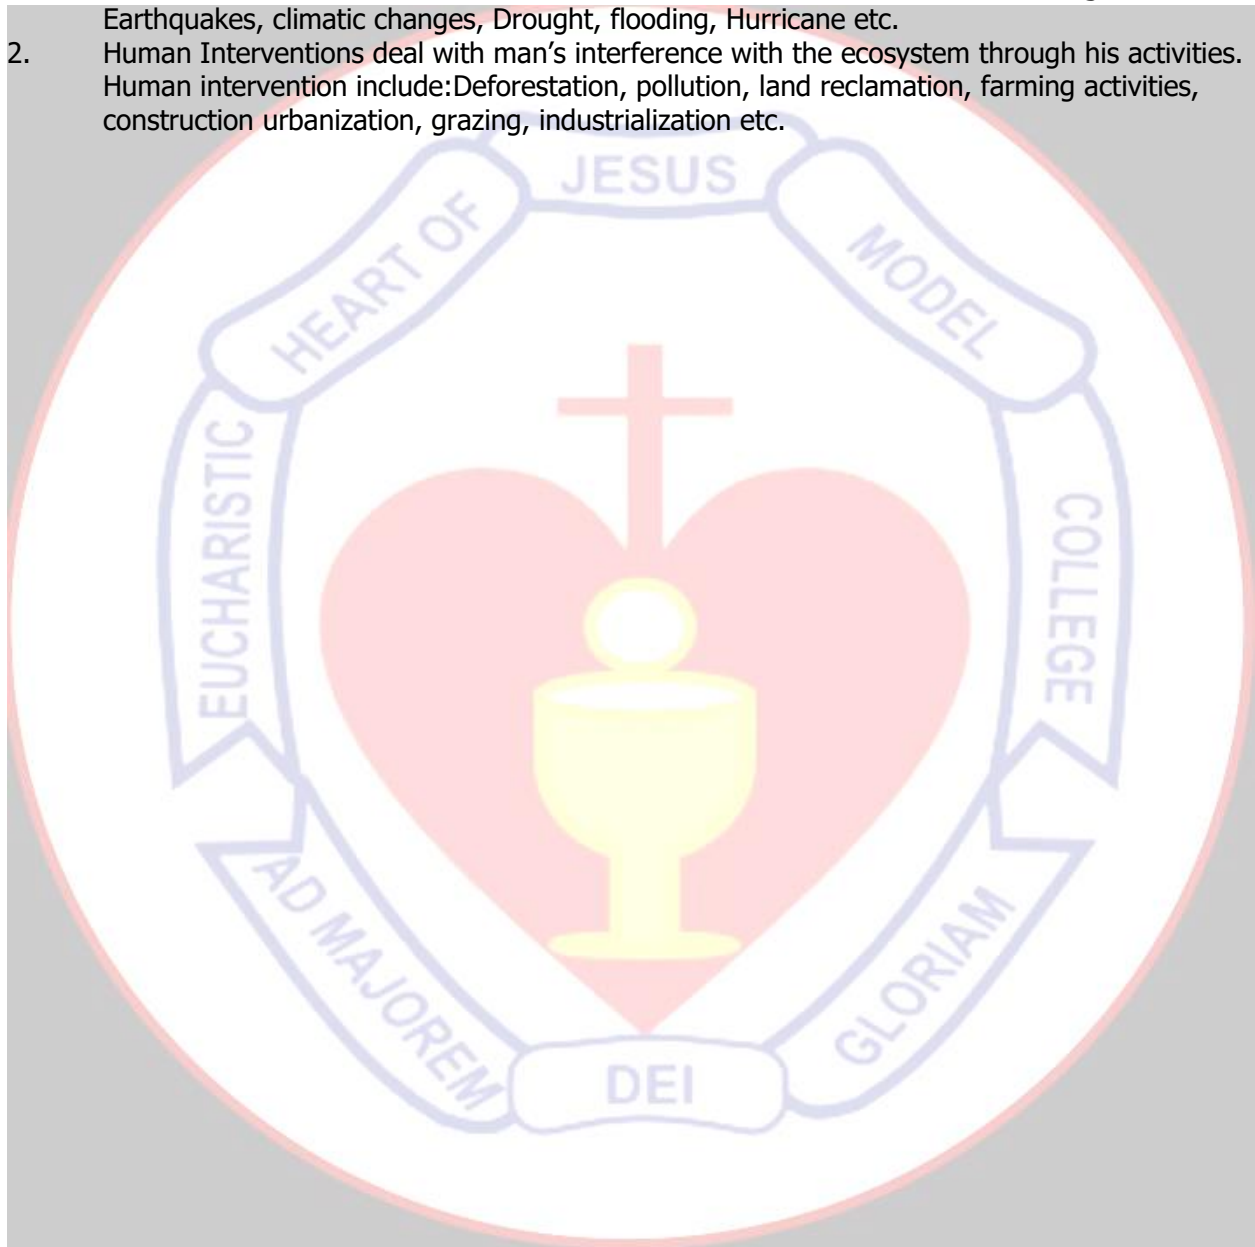 Earthquakes, climatic changes, Drought, flooding, Hurricane etc.
2. Human Interventions deal with man’s interference with the ecosystem through his activities.
Human intervention include:Deforestation, pollution, land reclamation, farming activities,
construction urbanization, grazing, industrialization etc.
EUCHARISTIC
HEART OF
JESUS
MODEL
COLLEGE
AD MAJOREM
DEI
GLORIAM